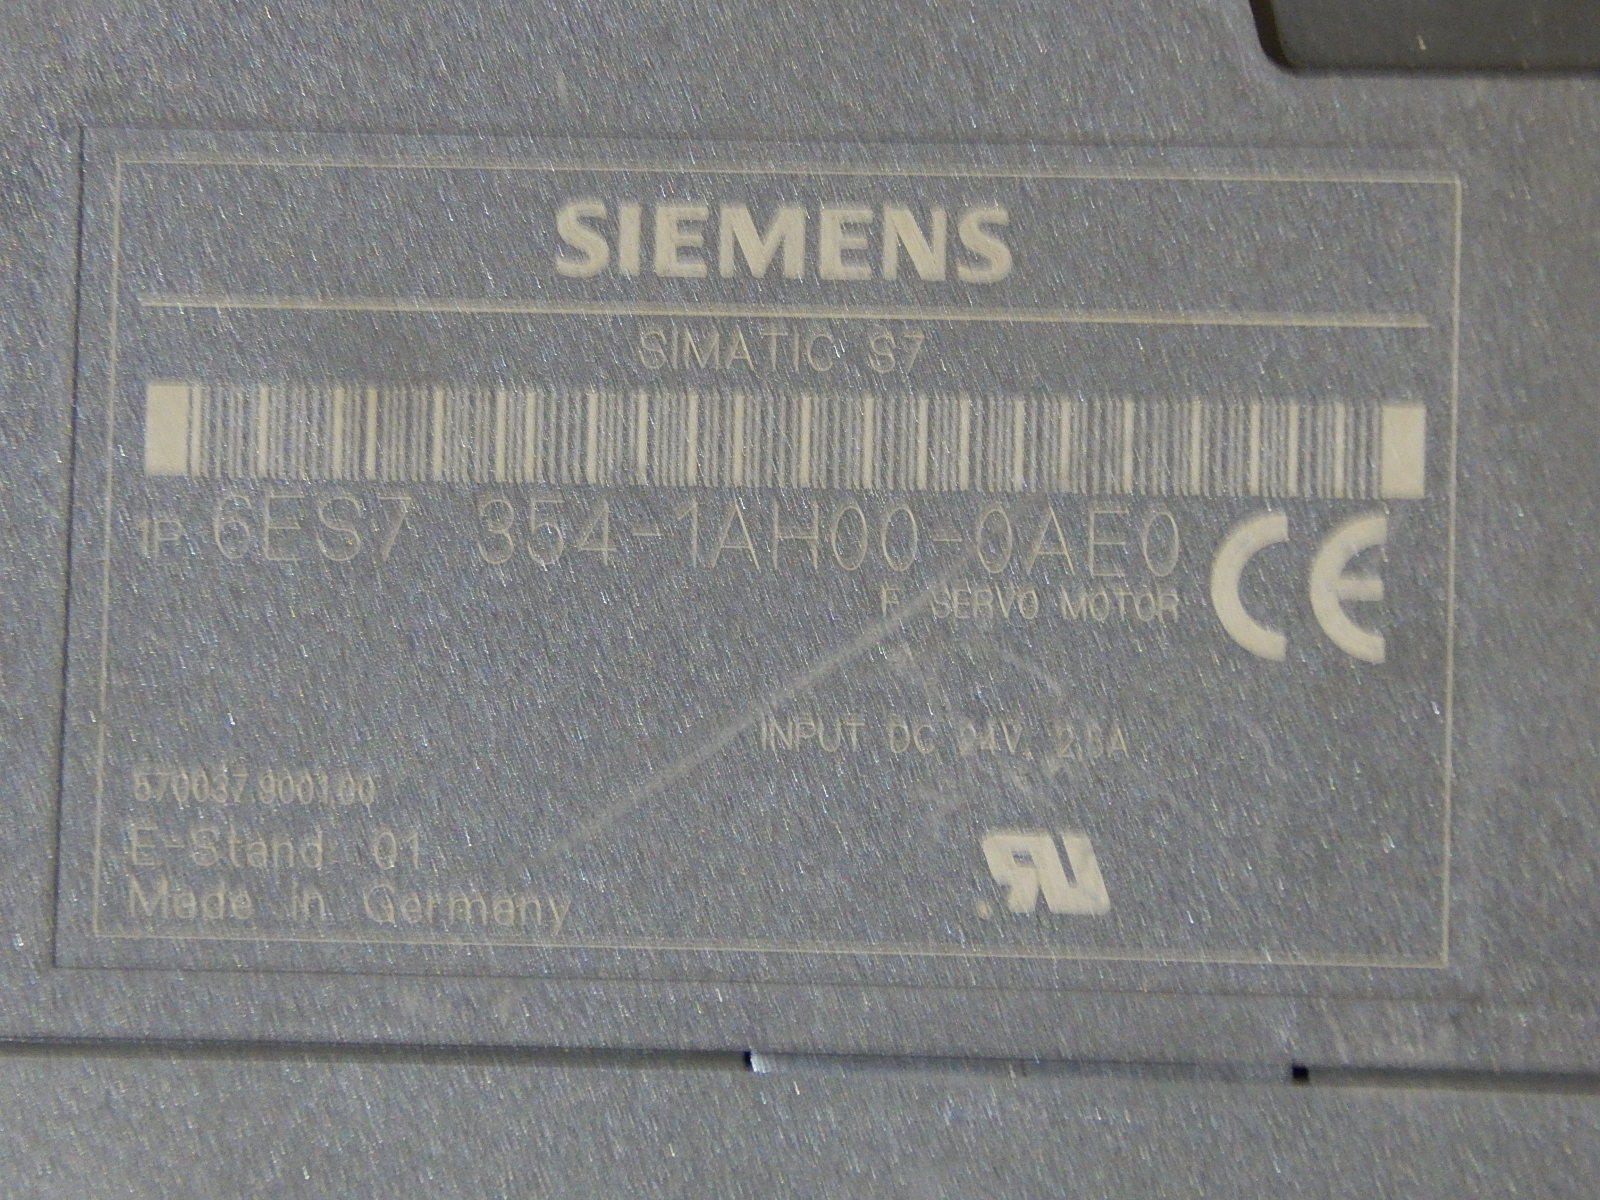 SIEMENS
SIMATIC S7
1P 6ES7 354-1AH00-0AE0
CE
F. SERVO MOTOR
INPUT DC 24V,
570037.9001.00
E-Stand 01
Made in Germany